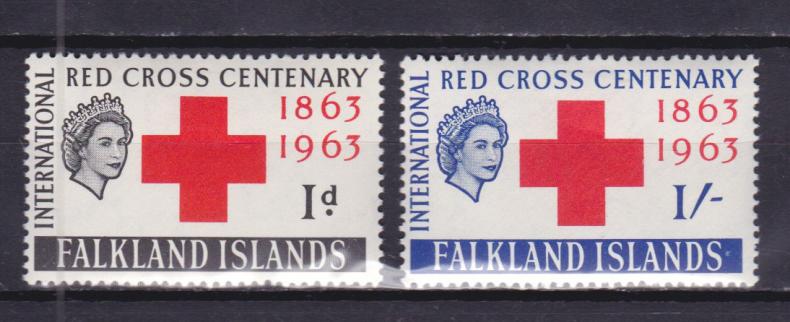 INTERNATIONAL
RED CROSS CENTENARY
1863
1963
1d.
FALKLAND ISLANDS
INTERNATIONAL
RED CROSS CENTENARY
1863
1963
1/-
FALKLAND ISLANDS